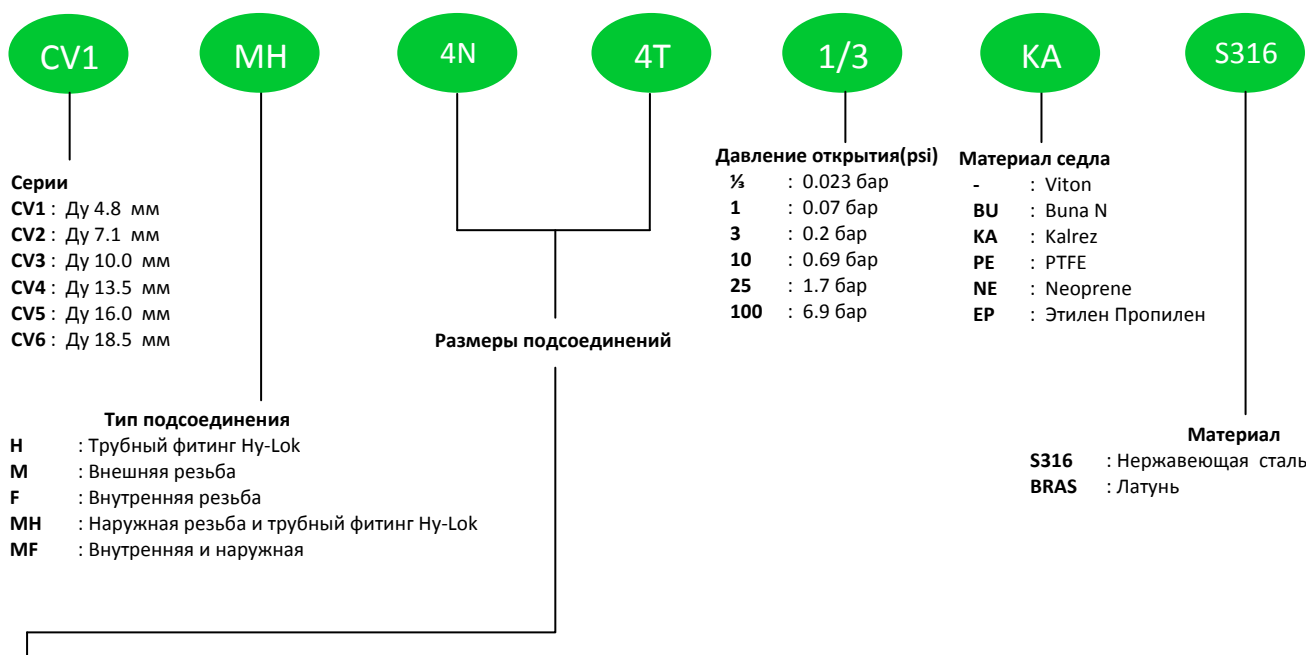 CV1 MH 4N 4T 1/3 KA S316
Серии
CV1 : Ду 4.8 мм
CV2 : Ду 7.1 мм
CV3 : Ду 10.0 мм
CV4 : Ду 13.5 мм
CV5 : Ду 16.0 мм
CV6 : Ду 18.5 мм
Тип подсоединения
H : Трубный фитинг Hy-Lok
M : Внешняя резьба
F : Внутренняя резьба
MH : Наружная резьба и трубный фитинг Hy-Lok
MF : Внутренняя и наружная
Размеры подсоединений
Давление открытия(psi)
⅓ : 0.023 бар
1 : 0.07 бар
3 : 0.2 бар
10 : 0.69 бар
25 : 1.7 бар
100 : 6.9 бар
Материал седла
- : Viton
BU : Buna N
KA : Kalrez
PE : PTFE
NE : Neoprene
EP : Этилен Пропилен
Материал
S316 : Нержавеющая сталь
BRAS : Латунь